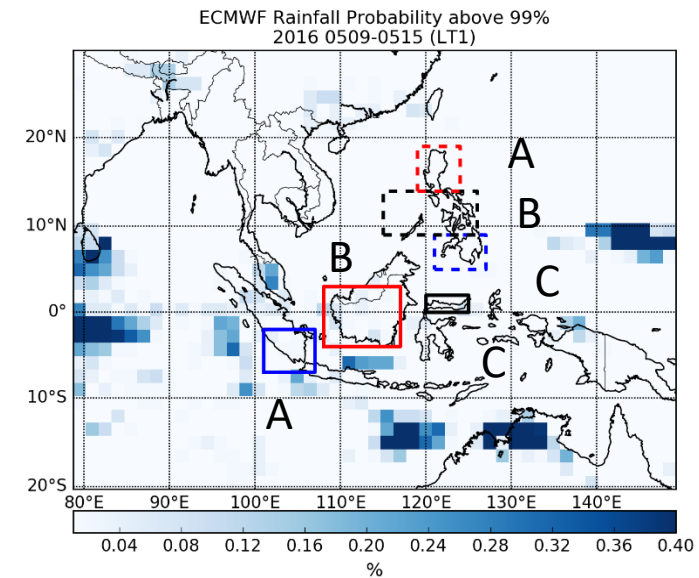 ECMWF Rainfall Probability above 99%
2016 0509-0515 (LT1)
20°N
A
10°N
B
B
C
0°
C
10°S
A
20°S
80°E 90°E 100°E 110°E 120°E 130°E 140°E
0.04 0.08 0.12 0.16 0.20 0.24 0.28 0.32 0.36 0.40
%